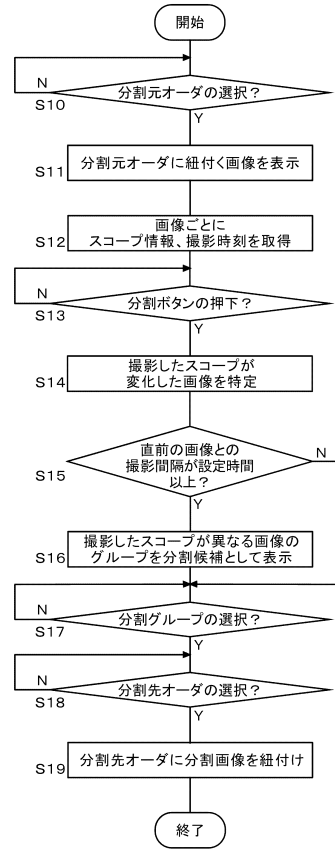 開始
N
S10
分割元オーダの選択？
Y
S11
分割元オーダに紐付く画像を表示
S12
画像ごとに
スコープ情報、撮影時刻を取得
N
S13
分割ボタンの押下？
Y
S14
撮影したスコープが
変化した画像を特定
S15
直前の画像との
撮影間隔が設定時間
以上？
N
Y
S16
撮影したスコープが異なる画像の
グループを分割候補として表示
N
S17
分割グループの選択？
Y
N
S18
分割先オーダの選択？
Y
S19
分割先オーダに分割画像を紐付け
終了